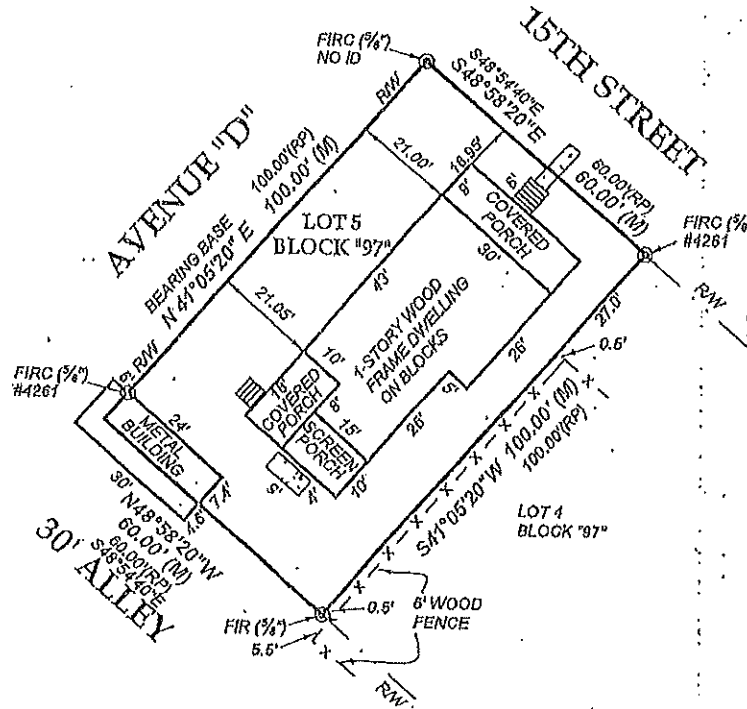 FIRC (5/8")
NO ID
15TH STREET
S48°54'40"E
S48°58'20"E
R/W
AVENUE "D"
100.00'(RP)
100.00' (M)
BEARING BASE
N 41°05'20" E
R/W
21.00'
16.95'
8'
COVERED
PORCH
30'
60.00'(RP)
60.00' (M)
FIRC (5/8
#4261
R/W
LOT 5
BLOCK "97"
43'
21.05'
1-STORY WOOD
FRAME DWELLING
ON BLOCKS
27.0'
0.5'
26'
5'
26'
10'
16'
COVERED
PORCH
8'
15'
SCREEN
PORCH
10'
4'
5'
FIRC (5/8")
#4261
24'
METAL
BUILDING
7.4'
4.6'
30'
N48°58'20"W
60.00' (M)
60.00'(RP)
S48°54'40"E
30' ALLEY
S41°05'20"W 100.00' (M)
100.00'(RP)
LOT 4
BLOCK "97"
FIR (5/8")
0.5'
5.5'
6' WOOD
FENCE
R/W